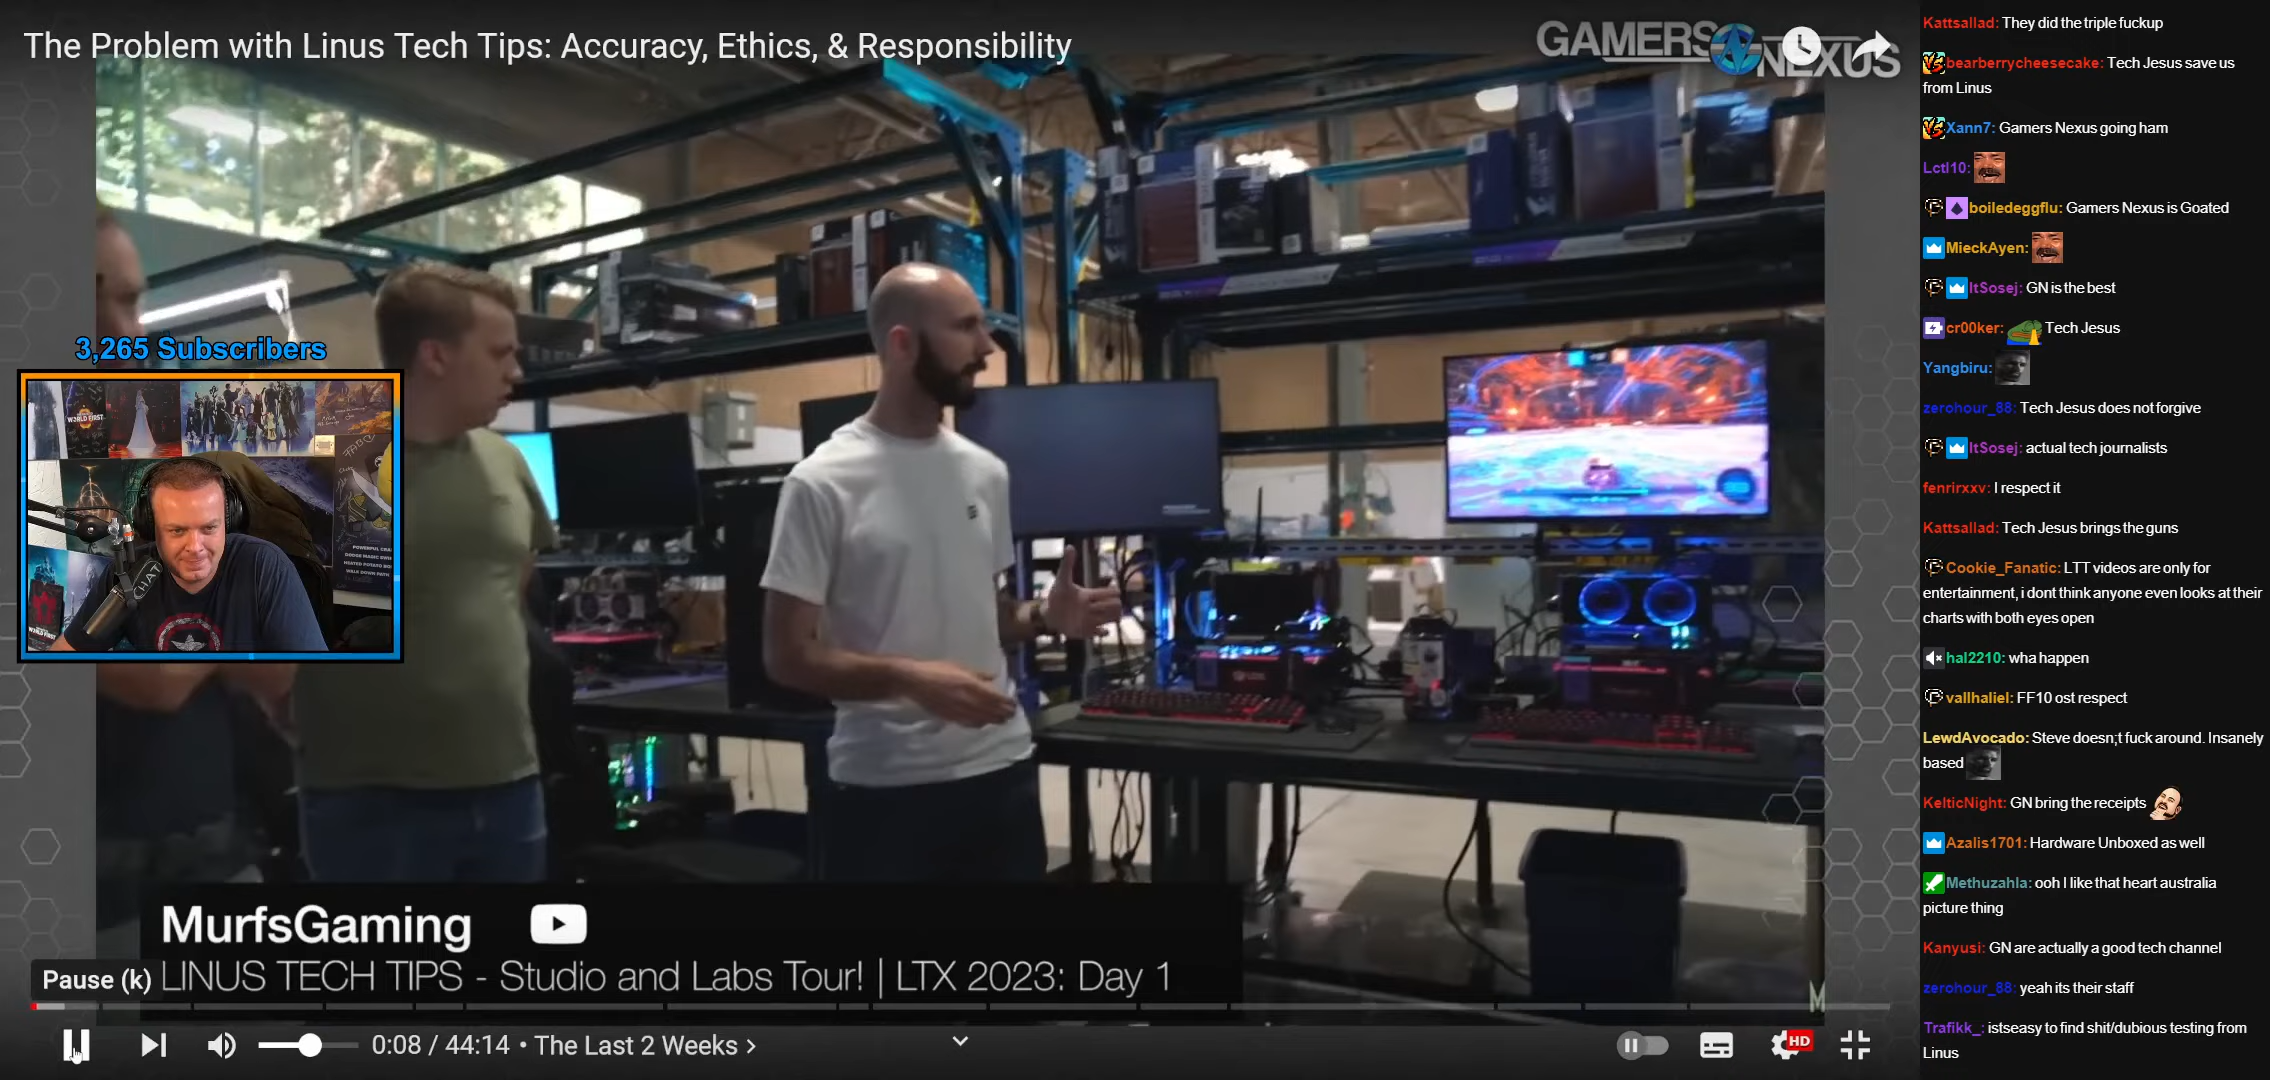 The Problem with Linus Tech Tips: Accuracy, Ethics, & Responsibility
GAMERS NEXUS
3,265 Subscribers
WORLD FIRST
CHAT
MurfsGaming
LINUS TECH TIPS - Studio and Labs Tour! | LTX 2023: Day 1
Pause (k)
0:08 / 44:14 • The Last 2 Weeks >
HD
Kattsallad: They did the triple fuckup
bearberrycheesecake: Tech Jesus save us
from Linus
Xann7: Gamers Nexus going ham
Lctl10:
boiledeggflu: Gamers Nexus is Goated
MieckAyen:
ItSosej: GN is the best
cr00ker: Tech Jesus
Yangbiru:
zerohour_88: Tech Jesus does not forgive
ItSosej: actual tech journalists
fenrirxxv: I respect it
Kattsallad: Tech Jesus brings the guns
Cookie_Fanatic: LTT videos are only for
entertainment, i dont think anyone even looks at their
charts with both eyes open
hal2210: wha happen
vallhaliel: FF10 ost respect
LewdAvocado: Steve doesn;t fuck around. Insanely
based
KelticNight: GN bring the receipts
Azalis1701: Hardware Unboxed as well
Methuzahla: ooh I like that heart australia
picture thing
Kanyusi: GN are actually a good tech channel
zerohour_88: yeah its their staff
Trafikk_: istseasy to find shit/dubious testing from
Linus